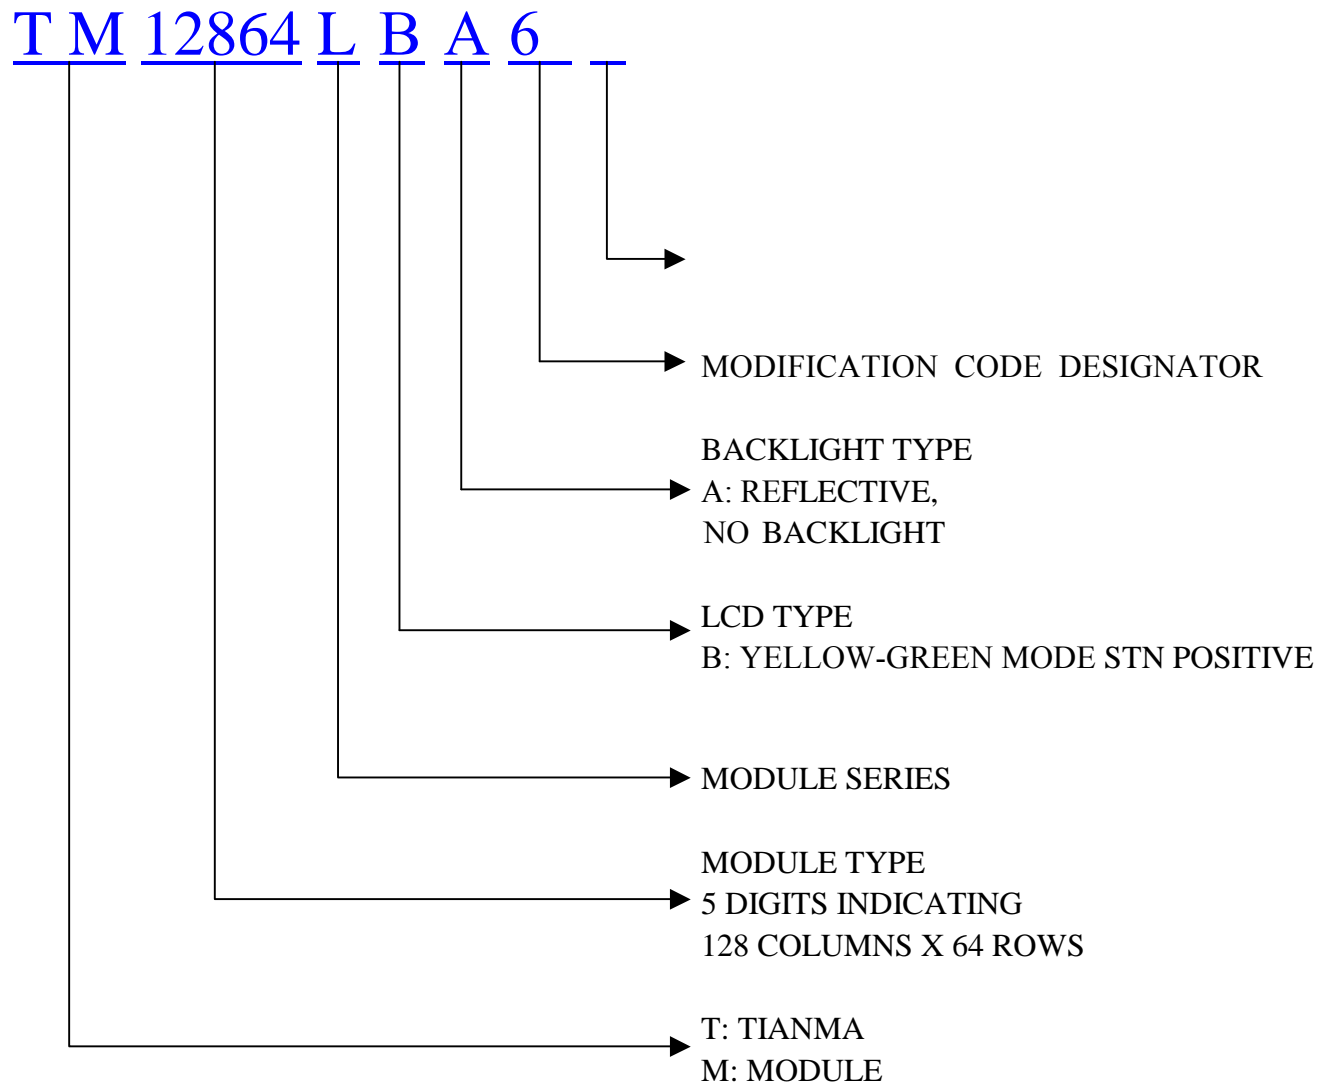 T M 12864 L B A 6
MODIFICATION CODE DESIGNATOR
BACKLIGHT TYPE
A: REFLECTIVE,
NO BACKLIGHT
LCD TYPE
B: YELLOW-GREEN MODE STN POSITIVE
MODULE SERIES
MODULE TYPE
5 DIGITS INDICATING
128 COLUMNS X 64 ROWS
T: TIANMA
M: MODULE